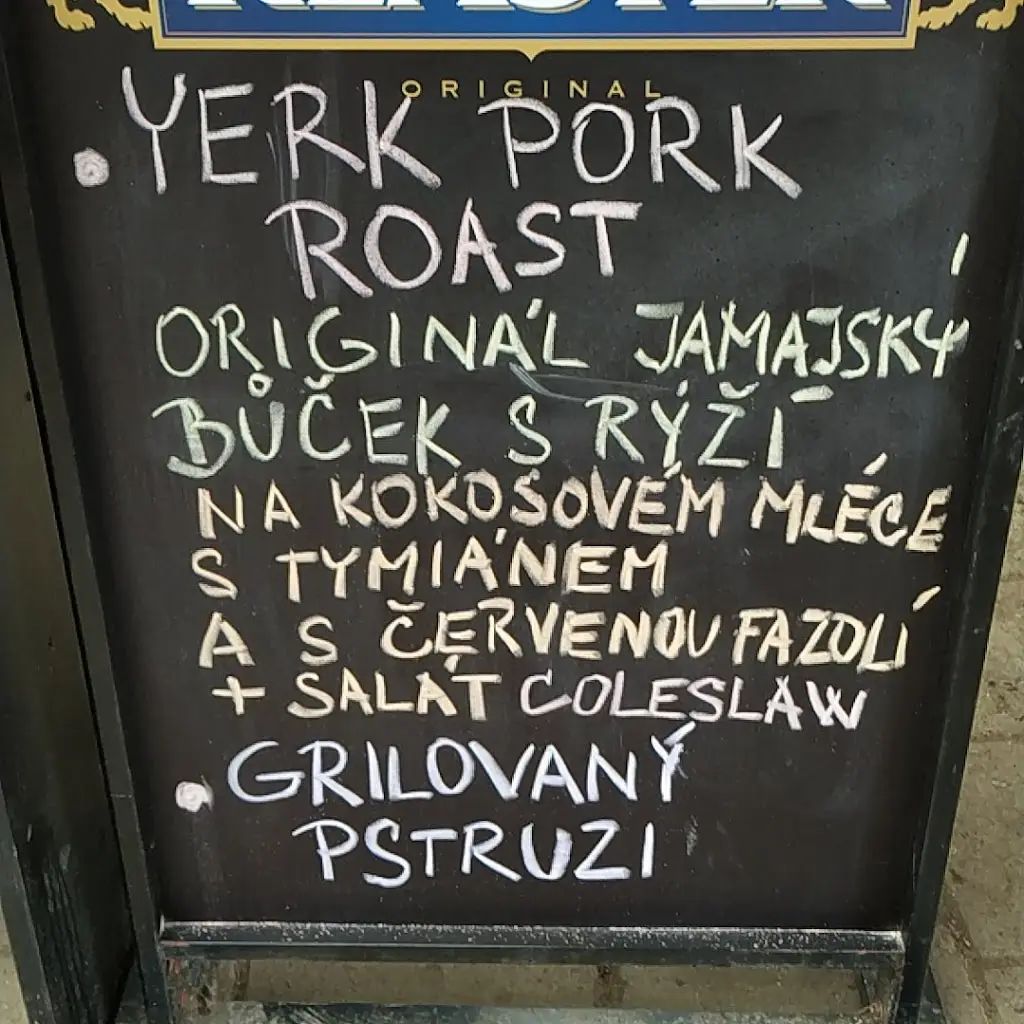 ORIGINAL
• YERK PORK
ROAST
ORIGINÁL JAMAJSKÝ
BŮČEK S RÝŽÍ
NA KOKOSOVÉM MLÉCE
S TYMIÁNEM
A S ČERVENOU FAZOLÍ
+ SALÁT COLESLAW
• GRILOVANÝ
PSTRUZI